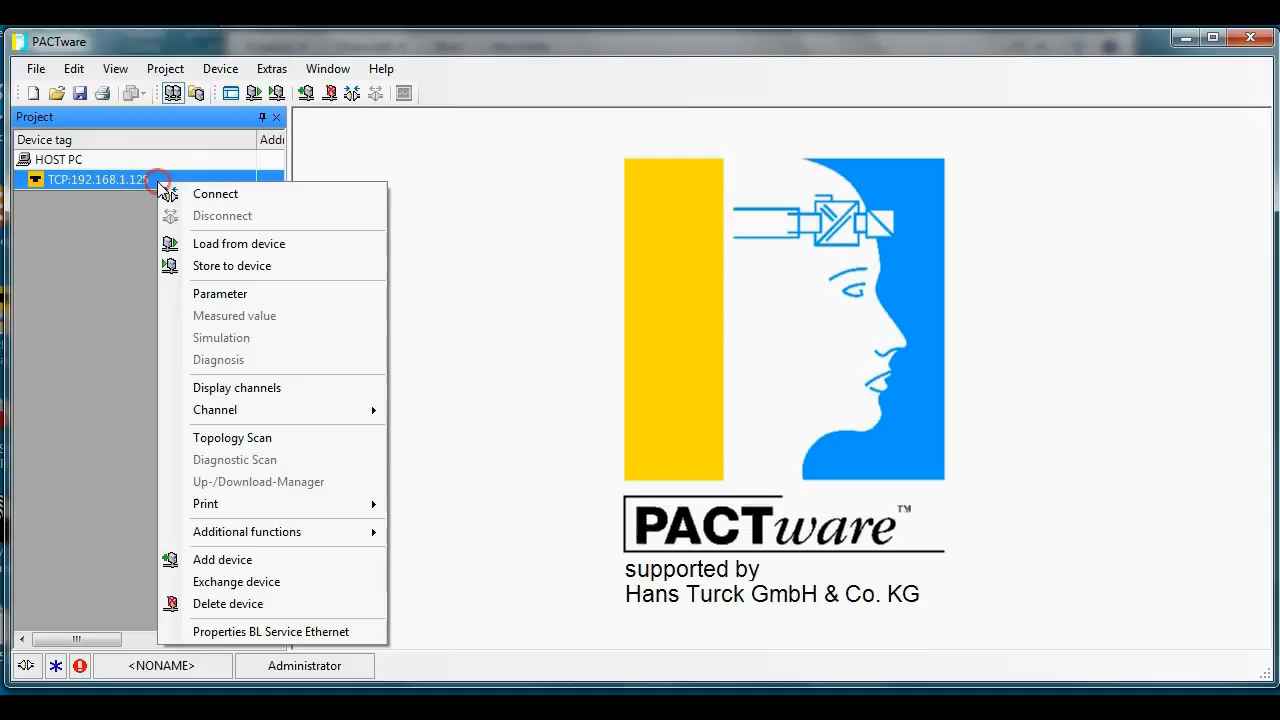 PACTware
File Edit View Project Device Extras Window Help
Project
Device tag Addr
HOST PC
TCP:192.168.1.125
Connect
Disconnect
Load from device
Store to device
Parameter
Measured value
Simulation
Diagnosis
Display channels
Channel
Topology Scan
Diagnostic Scan
Up-/Download-Manager
Print
Additional functions
Add device
Exchange device
Delete device
Properties BL Service Ethernet
PACTware™
supported by
Hans Turck GmbH & Co. KG
<NONAME> Administrator